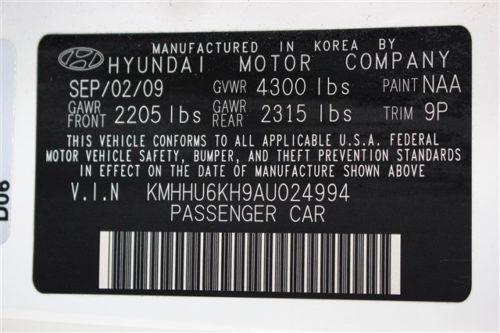 MANUFACTURED IN KOREA BY
HYUNDAI MOTOR COMPANY
SEP/02/09 GVWR 4300 lbs PAINT NAA
GAWR FRONT 2205 lbs GAWR REAR 2315 lbs TRIM 9P
THIS VEHICLE CONFORMS TO ALL APPLICABLE U.S.A. FEDERAL
MOTOR VEHICLE SAFETY, BUMPER, AND THEFT PREVENTION STANDARDS
IN EFFECT ON THE DATE OF MANUFACTURE SHOWN ABOVE.
V.I.N KMHHU6KH9AU024994
PASSENGER CAR
D06